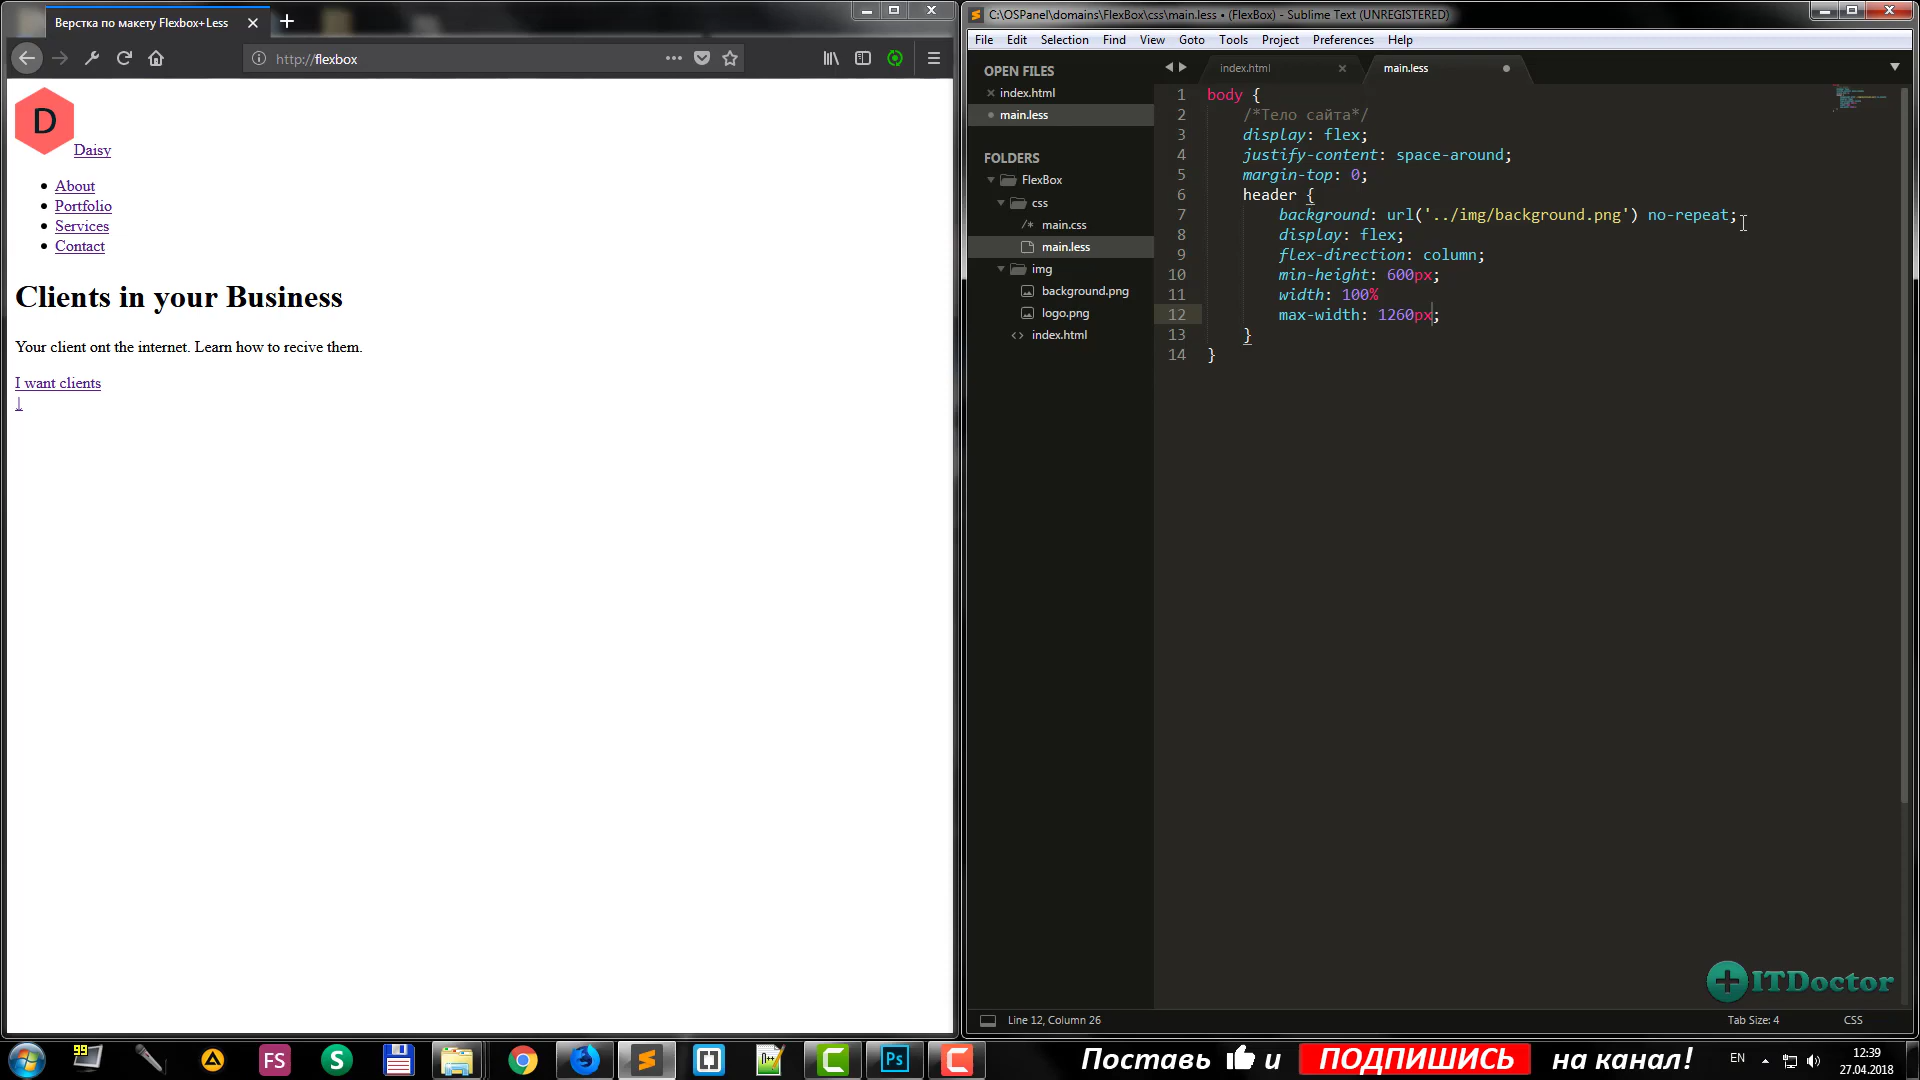 Верстка по макету Flexbox+Less
http://flexbox
D
Daisy
About
Portfolio
Services
Contact
Clients in your Business
Your client ont the internet. Learn how to recive them.
I want clients
↓
C:\OSPanel\domains\FlexBox\css\main.less • (FlexBox) - Sublime Text (UNREGISTERED)
File Edit Selection Find View Goto Tools Project Preferences Help
OPEN FILES
index.html
main.less
FOLDERS
FlexBox
css
/* main.css
main.less
img
background.png
logo.png
<> index.html
index.html
main.less
1 body {
2 /*Тело сайта*/
3 display: flex;
4 justify-content: space-around;
5 margin-top: 0;
6 header {
7 background: url('../img/background.png') no-repeat;
8 display: flex;
9 flex-direction: column;
10 min-height: 600px;
11 width: 100%
12 max-width: 1260px;
13 }
14 }
ITDoctor
Line 12, Column 26
Tab Size: 4
CSS
99
FS
S
Ps
Поставь и ПОДПИШИСЬ на канал!
EN
12:39
27.04.2018